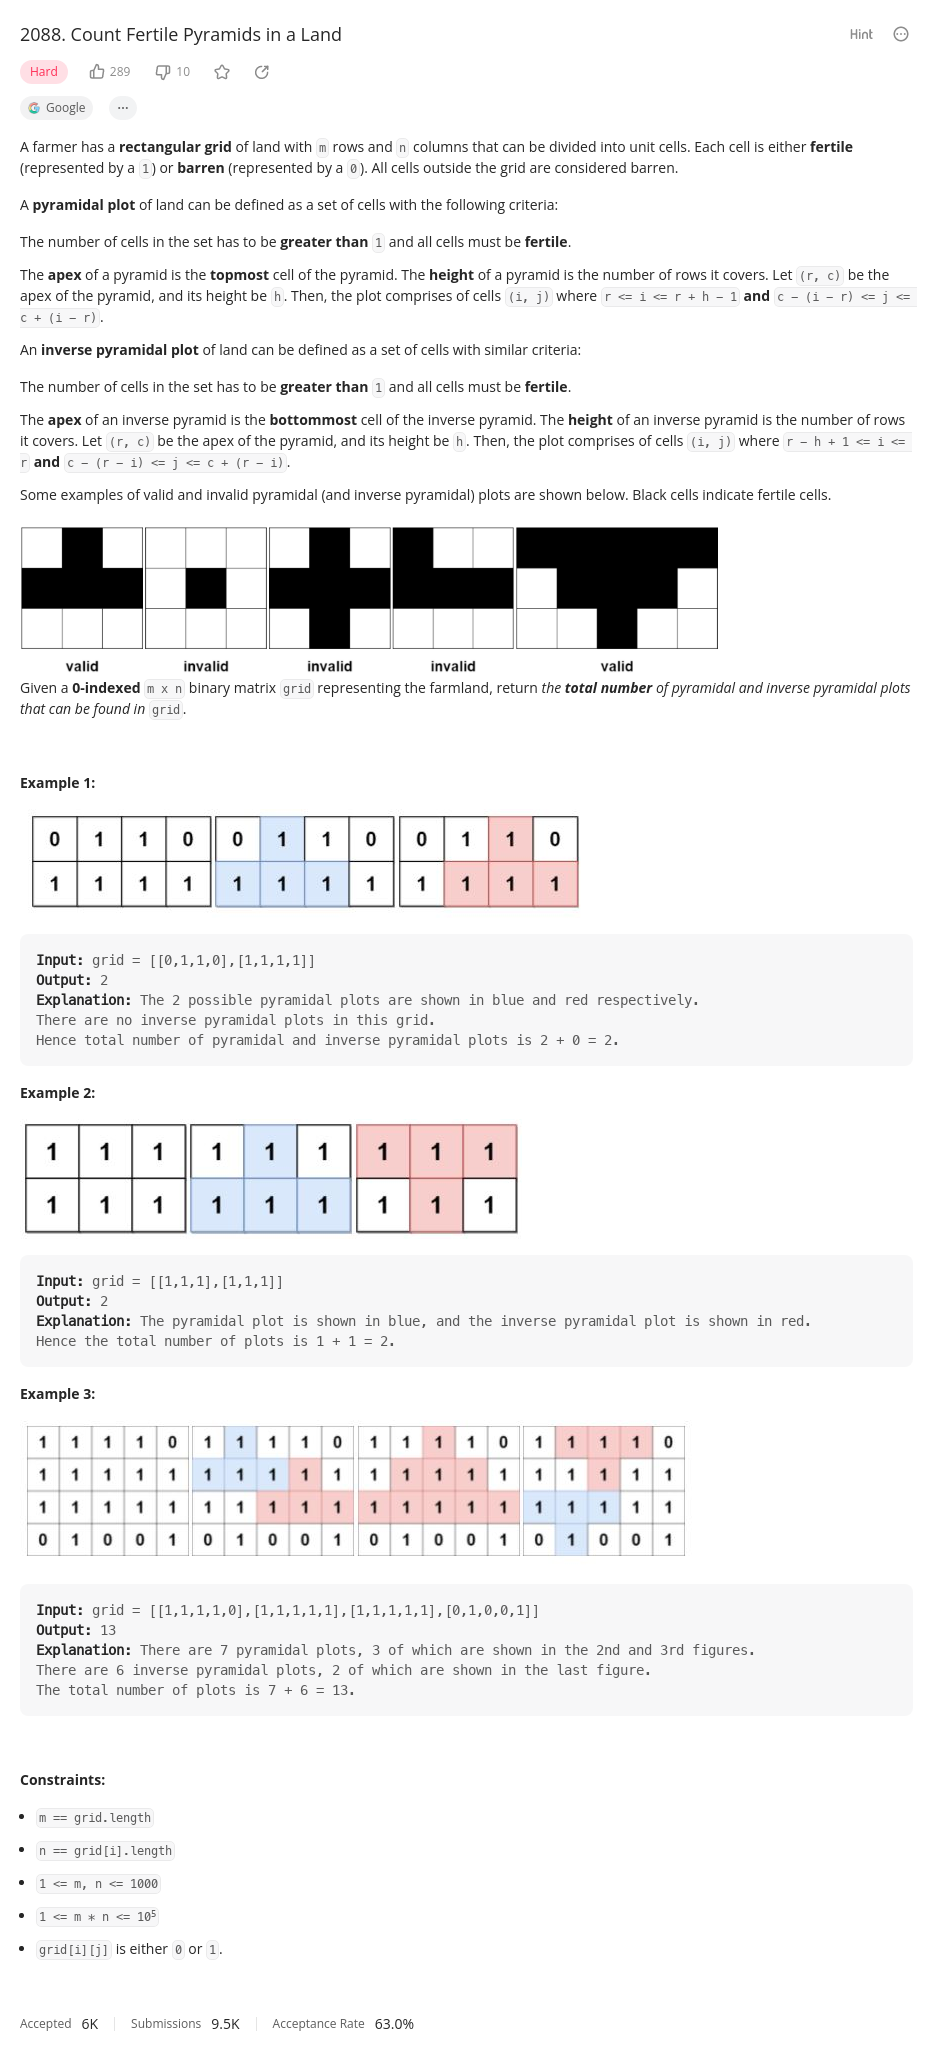 2088. Count Fertile Pyramids in a Land
Hint
Hard 289 10
Google ...
A farmer has a rectangular grid of land with m rows and n columns that can be divided into unit cells. Each cell is either fertile
(represented by a 1) or barren (represented by a 0). All cells outside the grid are considered barren.
A pyramidal plot of land can be defined as a set of cells with the following criteria:
The number of cells in the set has to be greater than 1 and all cells must be fertile.
The apex of a pyramid is the topmost cell of the pyramid. The height of a pyramid is the number of rows it covers. Let (r, c) be the
apex of the pyramid, and its height be h. Then, the plot comprises of cells (i, j) where r <= i <= r + h − 1 and c − (i − r) <= j <=
c + (i − r).
An inverse pyramidal plot of land can be defined as a set of cells with similar criteria:
The number of cells in the set has to be greater than 1 and all cells must be fertile.
The apex of an inverse pyramid is the bottommost cell of the inverse pyramid. The height of an inverse pyramid is the number of rows
it covers. Let (r, c) be the apex of the pyramid, and its height be h. Then, the plot comprises of cells (i, j) where r − h + 1 <= i <=
r and c − (r − i) <= j <= c + (r − i).
Some examples of valid and invalid pyramidal (and inverse pyramidal) plots are shown below. Black cells indicate fertile cells.
valid invalid invalid invalid valid
Given a 0-indexed m x n binary matrix grid representing the farmland, return the total number of pyramidal and inverse pyramidal plots
that can be found in grid.
Example 1:
0 1 1 0 0 1 1 0 0 1 1 0
1 1 1 1 1 1 1 1 1 1 1 1
Input: grid = [[0,1,1,0],[1,1,1,1]]
Output: 2
Explanation: The 2 possible pyramidal plots are shown in blue and red respectively.
There are no inverse pyramidal plots in this grid.
Hence total number of pyramidal and inverse pyramidal plots is 2 + 0 = 2.
Example 2:
1 1 1 1 1 1 1 1 1
1 1 1 1 1 1 1 1 1
Input: grid = [[1,1,1],[1,1,1]]
Output: 2
Explanation: The pyramidal plot is shown in blue, and the inverse pyramidal plot is shown in red.
Hence the total number of plots is 1 + 1 = 2.
Example 3:
1 1 1 1 0 1 1 1 1 0 1 1 1 1 0 1 1 1 1 0
1 1 1 1 1 1 1 1 1 1 1 1 1 1 1 1 1 1 1 1
1 1 1 1 1 1 1 1 1 1 1 1 1 1 1 1 1 1 1 1
0 1 0 0 1 0 1 0 0 1 0 1 0 0 1 0 1 0 0 1
Input: grid = [[1,1,1,1,0],[1,1,1,1,1],[1,1,1,1,1],[0,1,0,0,1]]
Output: 13
Explanation: There are 7 pyramidal plots, 3 of which are shown in the 2nd and 3rd figures.
There are 6 inverse pyramidal plots, 2 of which are shown in the last figure.
The total number of plots is 7 + 6 = 13.
Constraints:
• m == grid.length
• n == grid[i].length
• 1 <= m, n <= 1000
• 1 <= m * n <= 10⁵
• grid[i][j] is either 0 or 1.
Accepted 6K Submissions 9.5K Acceptance Rate 63.0%